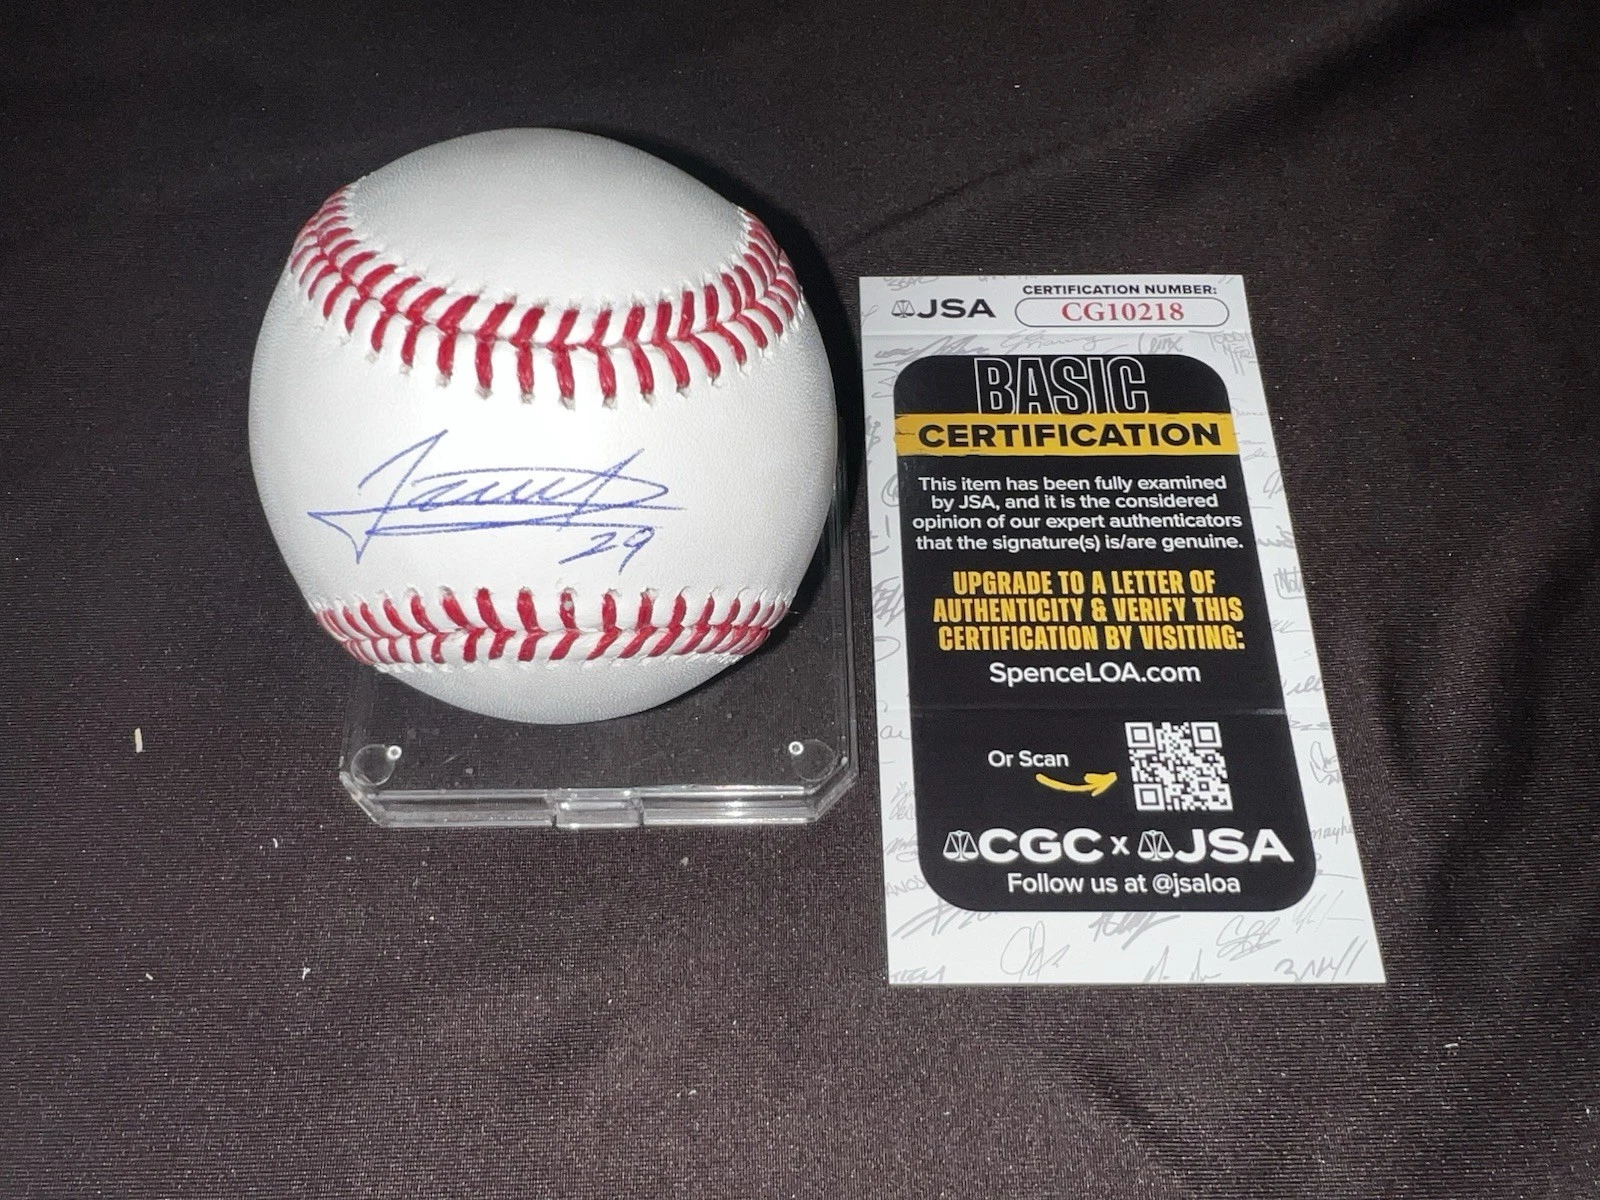 29
JSA
CERTIFICATION NUMBER:
CG10218
BASIC
CERTIFICATION
This item has been fully examined
by JSA, and it is the considered
opinion of our expert authenticators
that the signature(s) is/are genuine.
UPGRADE TO A LETTER OF
AUTHENTICITY & VERIFY THIS
CERTIFICATION BY VISITING:
SpenceLOA.com
Or Scan
CGC x JSA
Follow us at @jsaloa